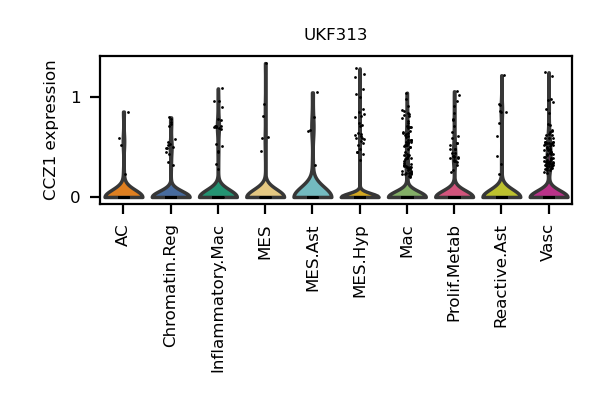 UKF313
CCZ1 expression
1
0
AC
Chromatin.Reg
Inflammatory.Mac
MES
MES.Ast
MES.Hyp
Mac
Prolif.Metab
Reactive.Ast
Vasc